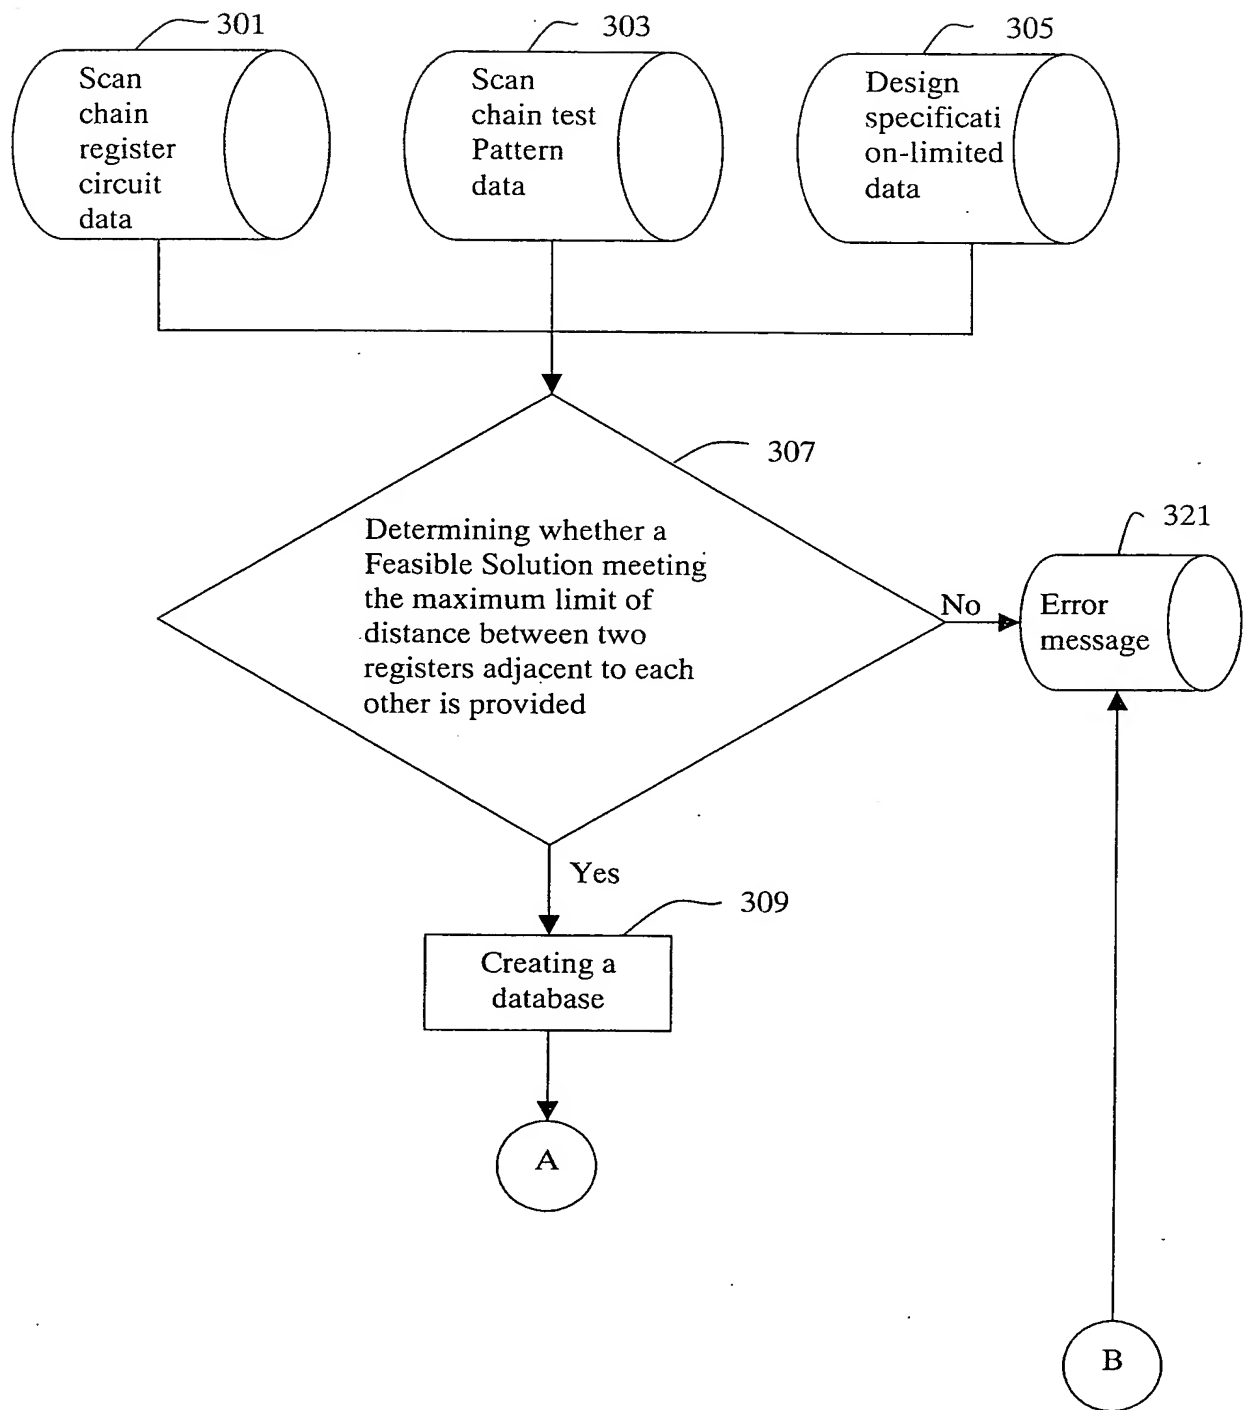 301
303
305
Scan
chain
register
circuit
data
Scan
chain test
Pattern
data
Design
specificati
on-limited
data
307
Determining whether a
Feasible Solution meeting
the maximum limit of
distance between two
registers adjacent to each
other is provided
No
321
Error
message
Yes
309
Creating a
database
A
B